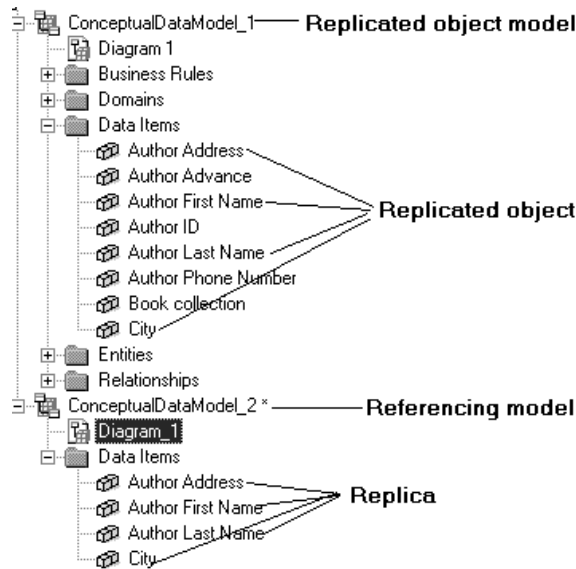 ConceptualDataModel_1 Replicated object model
Diagram 1
Business Rules
Domains
Data Items
Author Address
Author Advance
Author First Name
Replicated object
Author ID
Author Last Name
Author Phone Number
Book collection
City
Entities
Relationships
ConceptualDataModel_2 * Referencing model
Diagram_1
Data Items
Author Address
Author First Name
Replica
Author Last Name
City